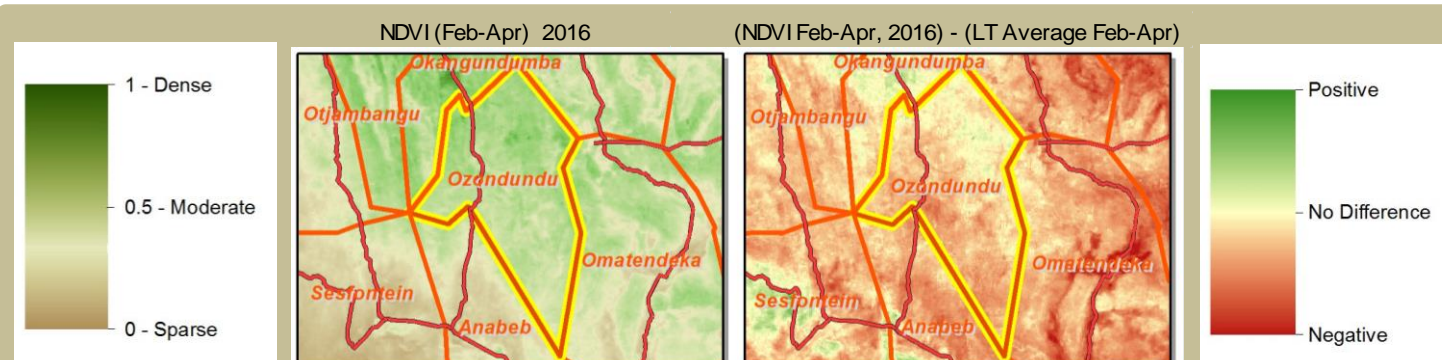 NDVI (Feb-Apr) 2016
(NDVI Feb-Apr, 2016) - (LT Average Feb-Apr)
1 - Dense
0.5 - Moderate
0 - Sparse
Okangundumba
Otjambangu
Ozondundu
Omatendeka
Sesfontein
Anabeb
Okangundumba
Otjambangu
Ozondundu
Omatendeka
Sesfontein
Anabeb
Positive
No Difference
Negative